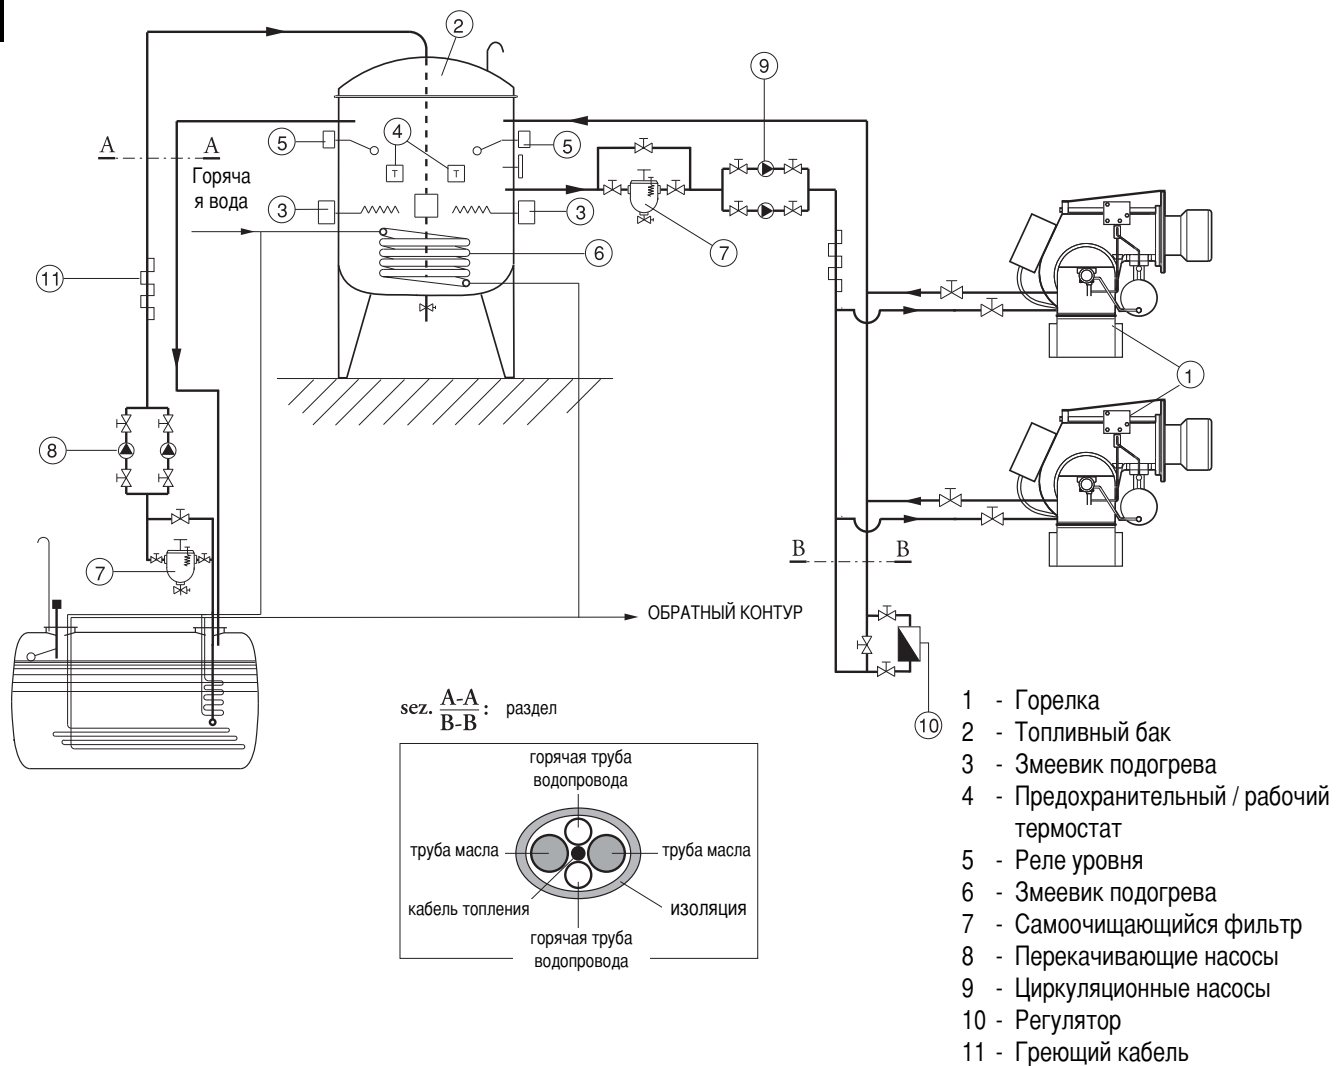 2
9
A
A
5
4
5
T
T
Горяча
я вода
3
3
7
6
11
1
8
7
B
B
ОБРАТНЫЙ КОНТУР
10
sez. A-A
B-B : раздел
горячая труба
водопровода
труба масла
труба масла
кабель топления
изоляция
горячая труба
водопровода
1 - Горелка
2 - Топливный бак
3 - Змеевик подогрева
4 - Предохранительный / рабочий
термостат
5 - Реле уровня
6 - Змеевик подогрева
7 - Самоочищающийся фильтр
8 - Перекачивающие насосы
9 - Циркуляционные насосы
10 - Регулятор
11 - Греющий кабель